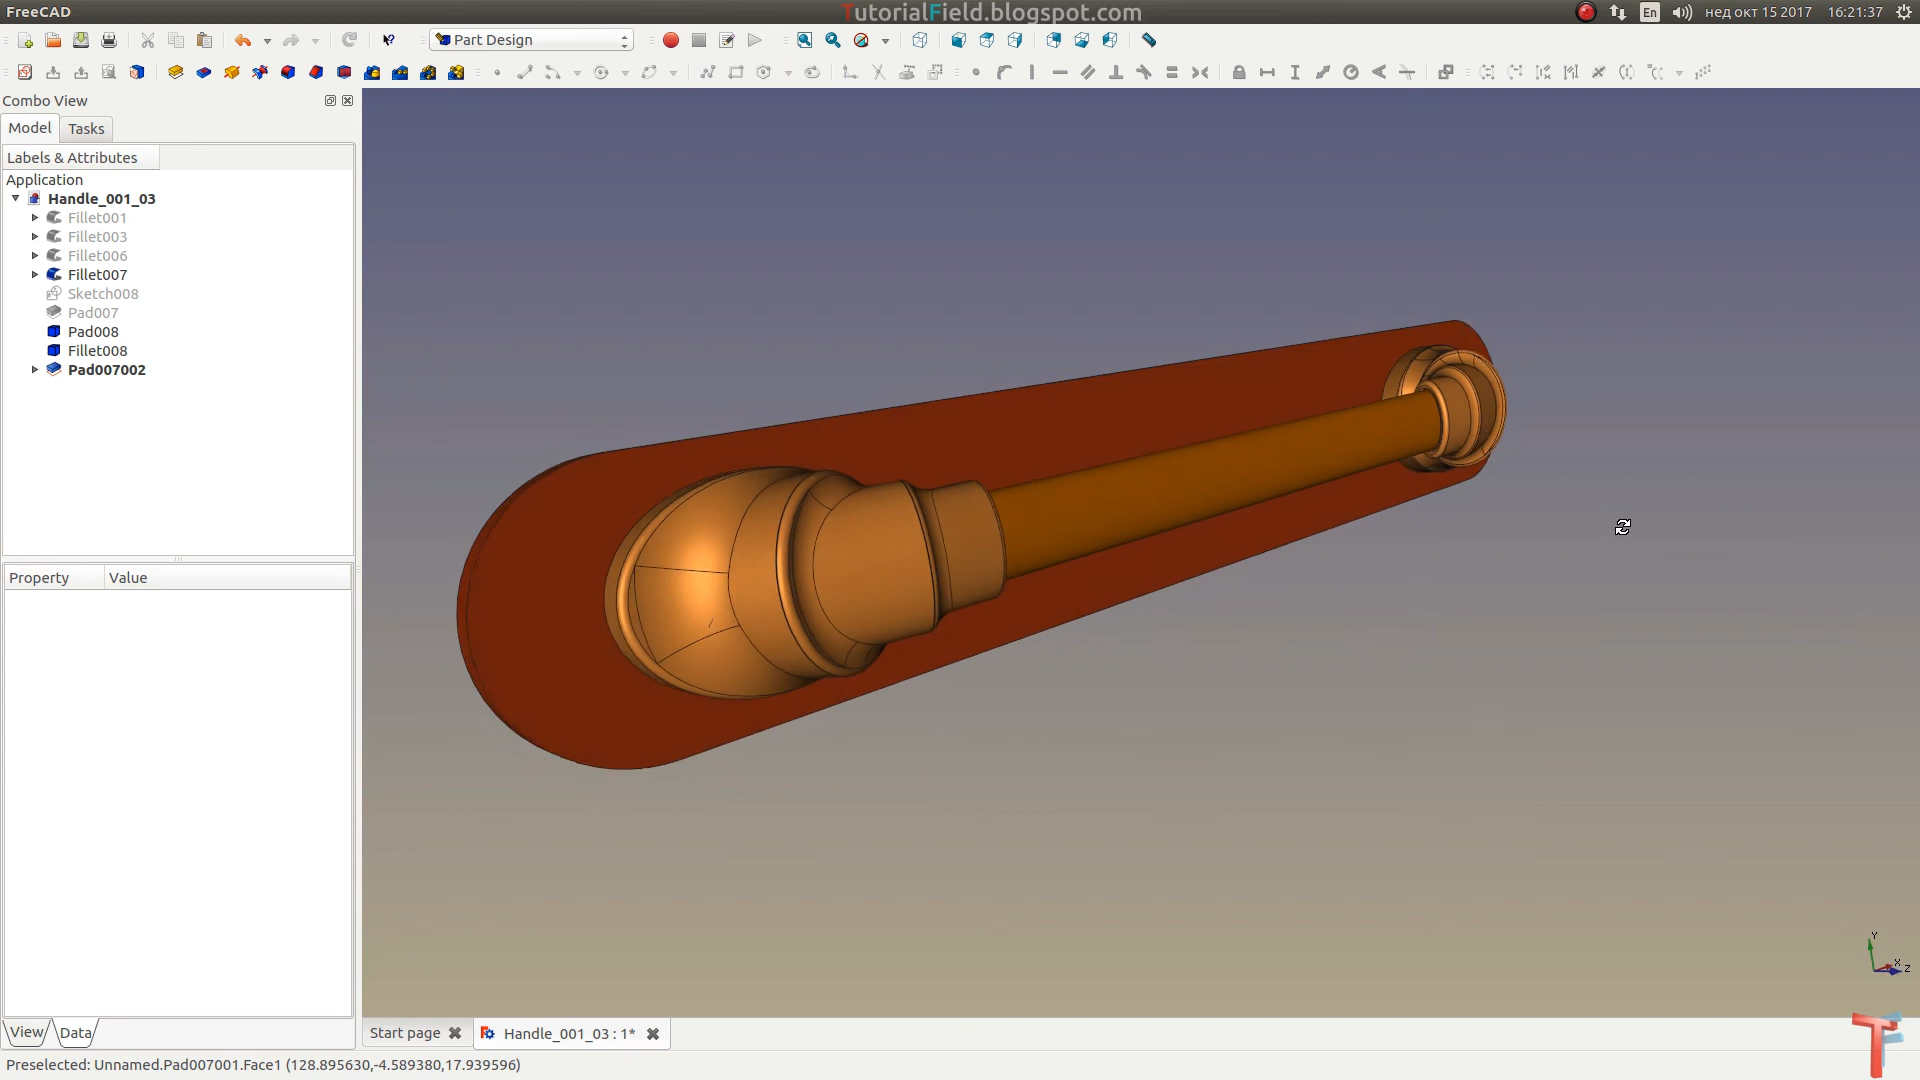 FreeCAD
TutorialField.blogspot.com
En
нед окт 15 2017
16:21:37
Part Design
Combo View
Model
Tasks
Labels & Attributes
Application
Handle_001_03
Fillet001
Fillet003
Fillet006
Fillet007
Sketch008
Pad007
Pad008
Fillet008
Pad007002
Property
Value
Y
X
Z
View
Data
Start page
Handle_001_03 : 1*
TF
Preselected: Unnamed.Pad007001.Face1 (128.895630,-4.589380,17.939596)